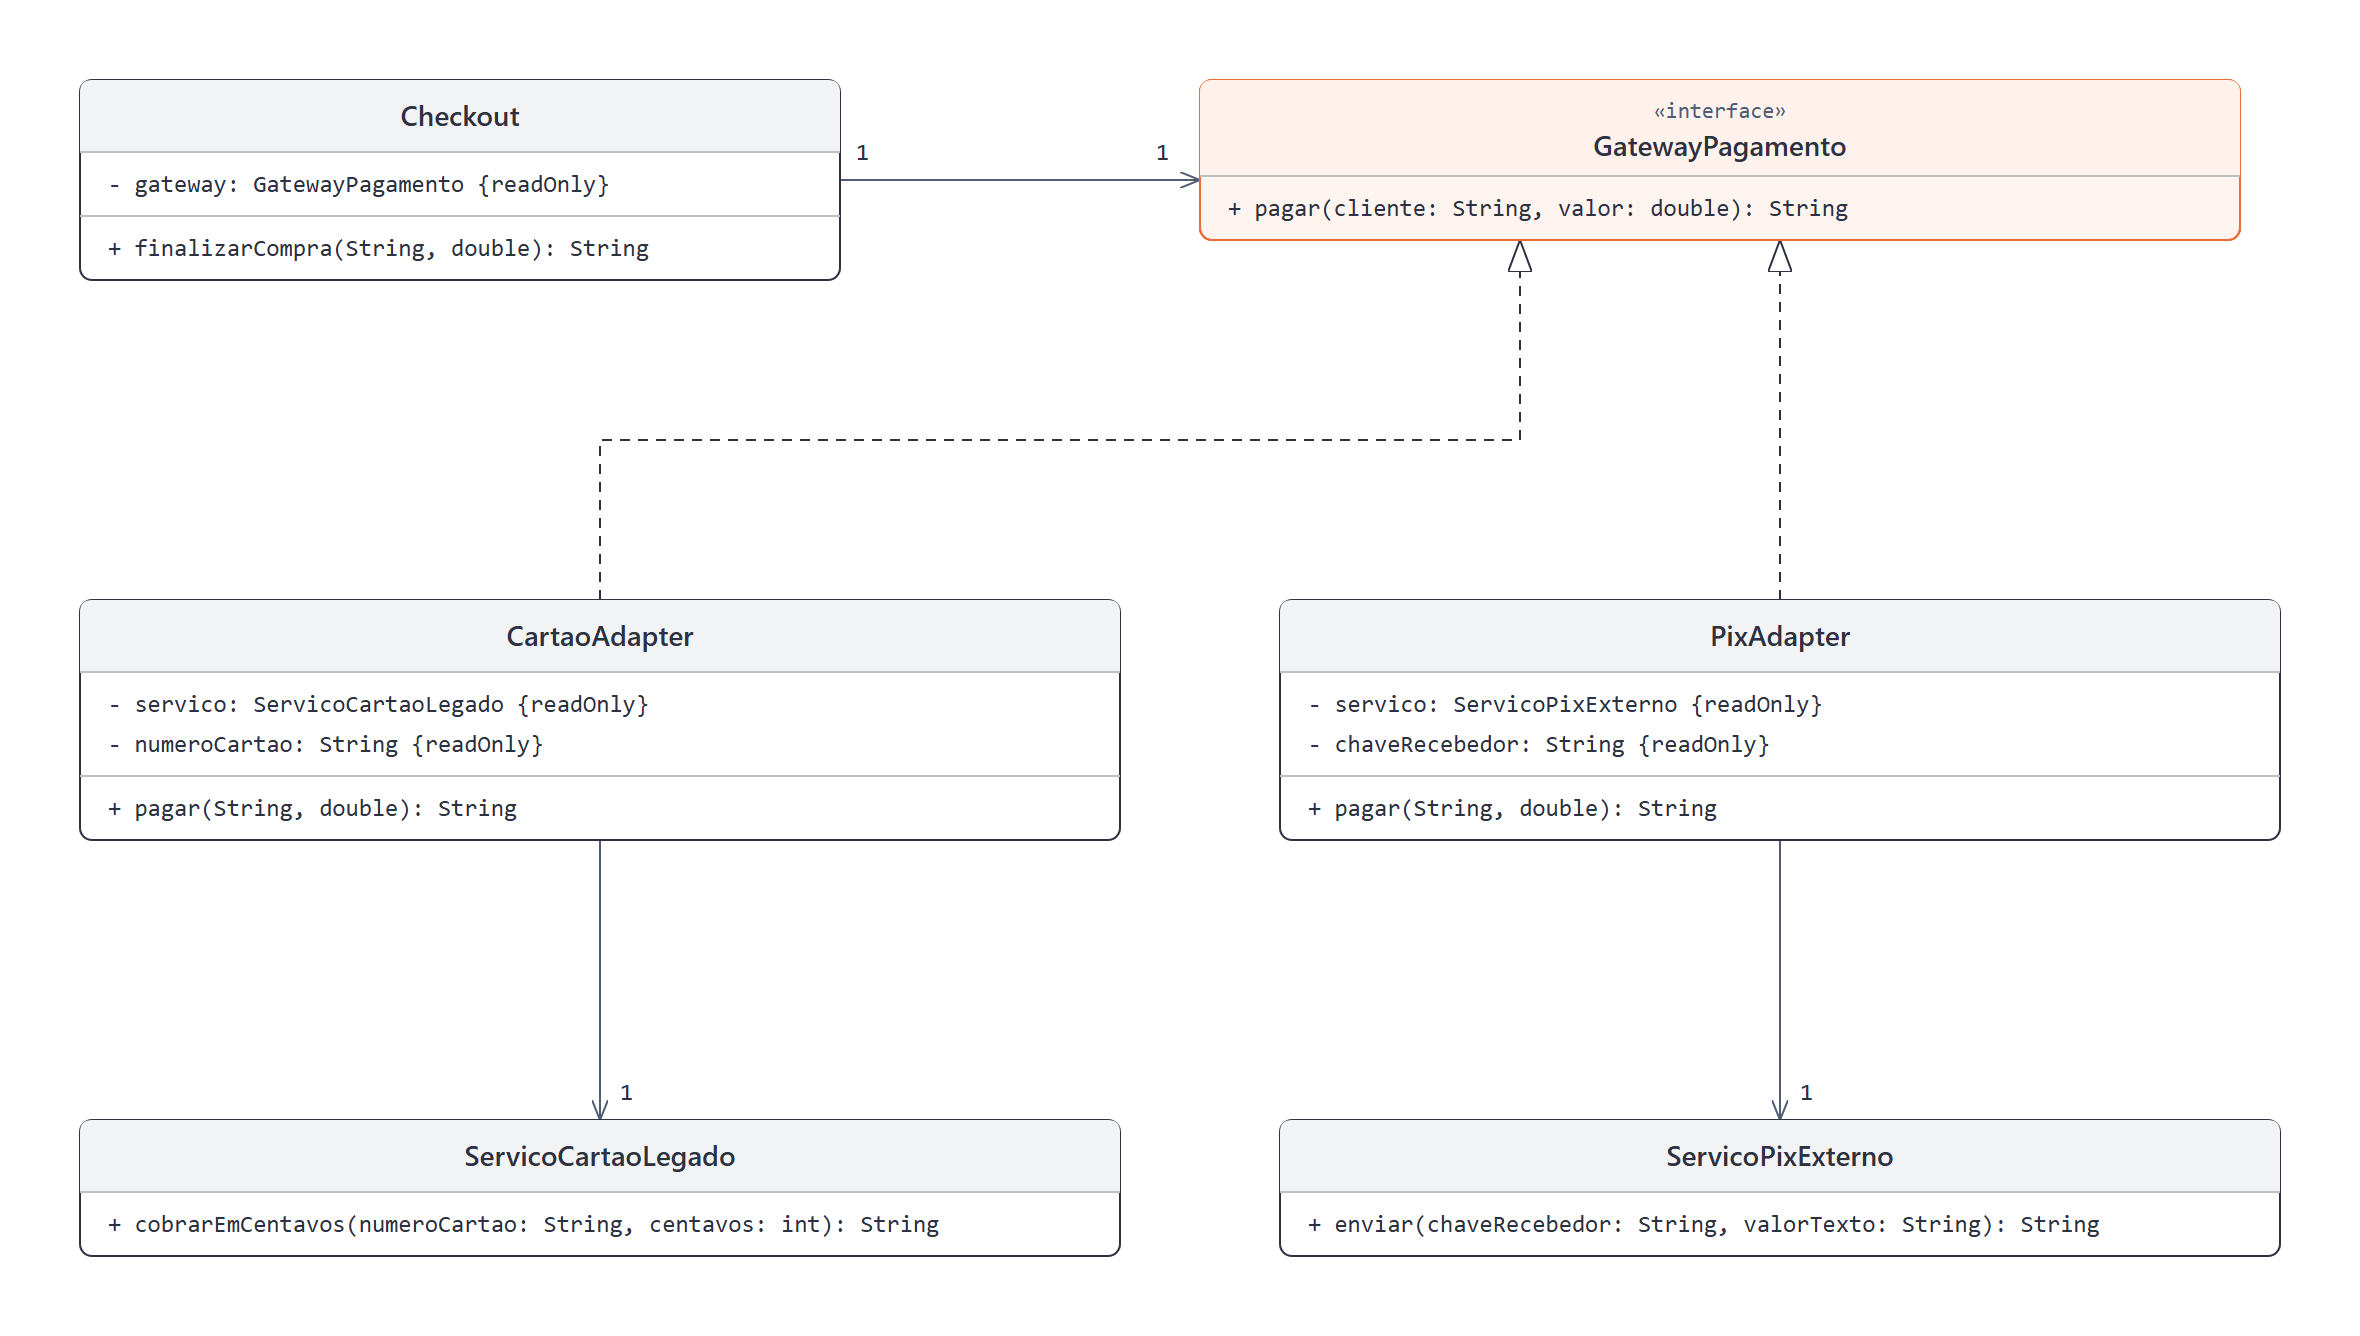 Checkout
- gateway: GatewayPagamento {readOnly}
+ finalizarCompra(String, double): String
1
1
«interface»
GatewayPagamento
+ pagar(cliente: String, valor: double): String
CartaoAdapter
- servico: ServicoCartaoLegado {readOnly}
- numeroCartao: String {readOnly}
+ pagar(String, double): String
PixAdapter
- servico: ServicoPixExterno {readOnly}
- chaveRecebedor: String {readOnly}
+ pagar(String, double): String
1
ServicoCartaoLegado
+ cobrarEmCentavos(numeroCartao: String, centavos: int): String
1
ServicoPixExterno
+ enviar(chaveRecebedor: String, valorTexto: String): String